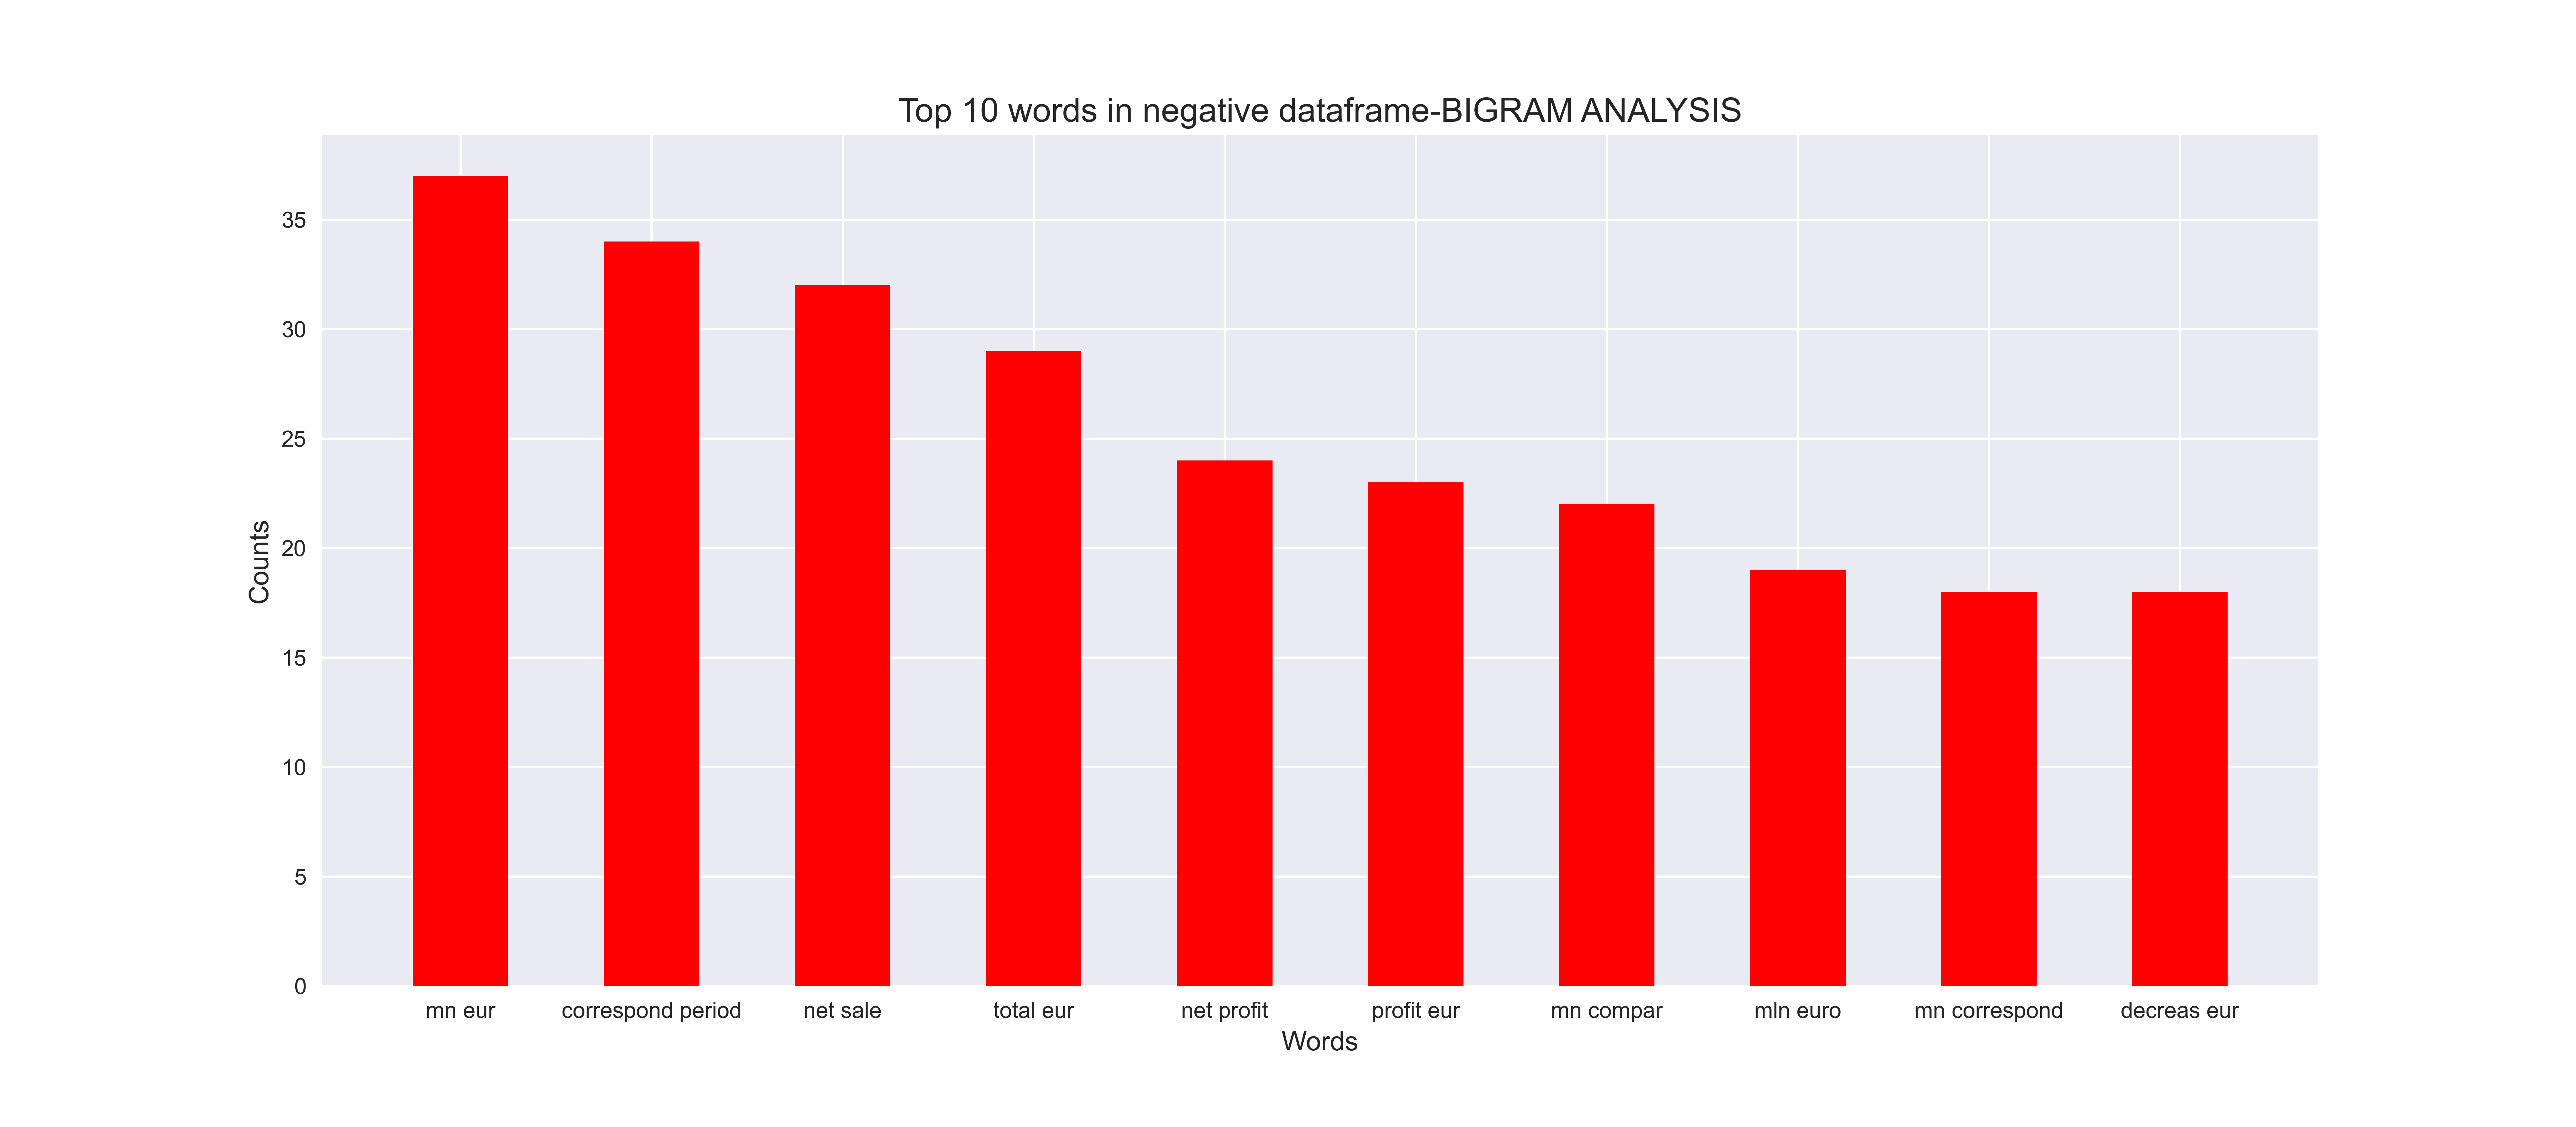 Top 10 words in negative dataframe-BIGRAM ANALYSIS
35
30
25
20
15
10
5
0
Counts
mn eur correspond period net sale total eur net profit profit eur mn compar mln euro mn correspond decreas eur
Words